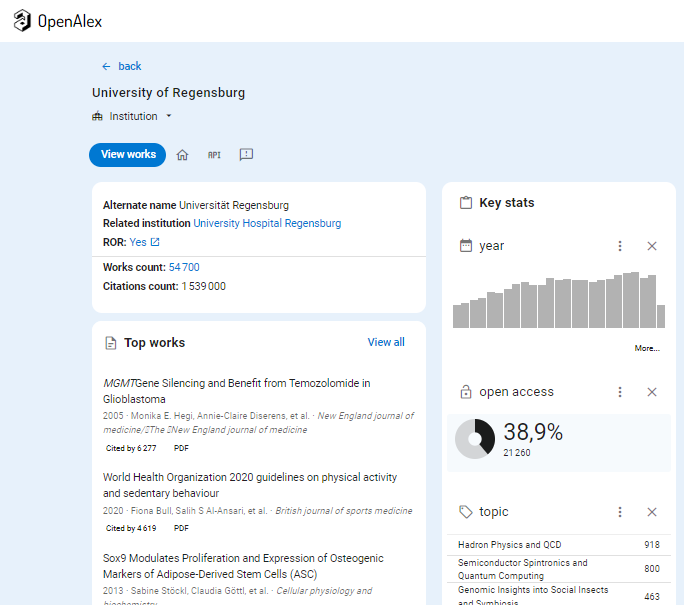 OpenAlex
back
University of Regensburg
Institution
View works
API
Alternate name Universität Regensburg
Related institution University Hospital Regensburg
ROR: Yes
Works count: 54 700
Citations count: 1 539 000
Top works
View all
MGMTGene Silencing and Benefit from Temozolomide in
Glioblastoma
2005 · Monika E. Hegi, Annie-Claire Diserens, et al. · New England journal of
medicine/The New England journal of medicine
Cited by 6 277 PDF
World Health Organization 2020 guidelines on physical activity
and sedentary behaviour
2020 · Fiona Bull, Salih S Al-Ansari, et al. · British journal of sports medicine
Cited by 4 619 PDF
Sox9 Modulates Proliferation and Expression of Osteogenic
Markers of Adipose-Derived Stem Cells (ASC)
2013 · Sabine Stöckl, Claudia Göttl, et al. · Cellular physiology and
biochemistry
Key stats
year
More...
open access
38,9%
21 260
topic
Hadron Physics and QCD 918
Semiconductor Spintronics and
Quantum Computing 800
Genomic Insights into Social Insects
and Symbiosis 463